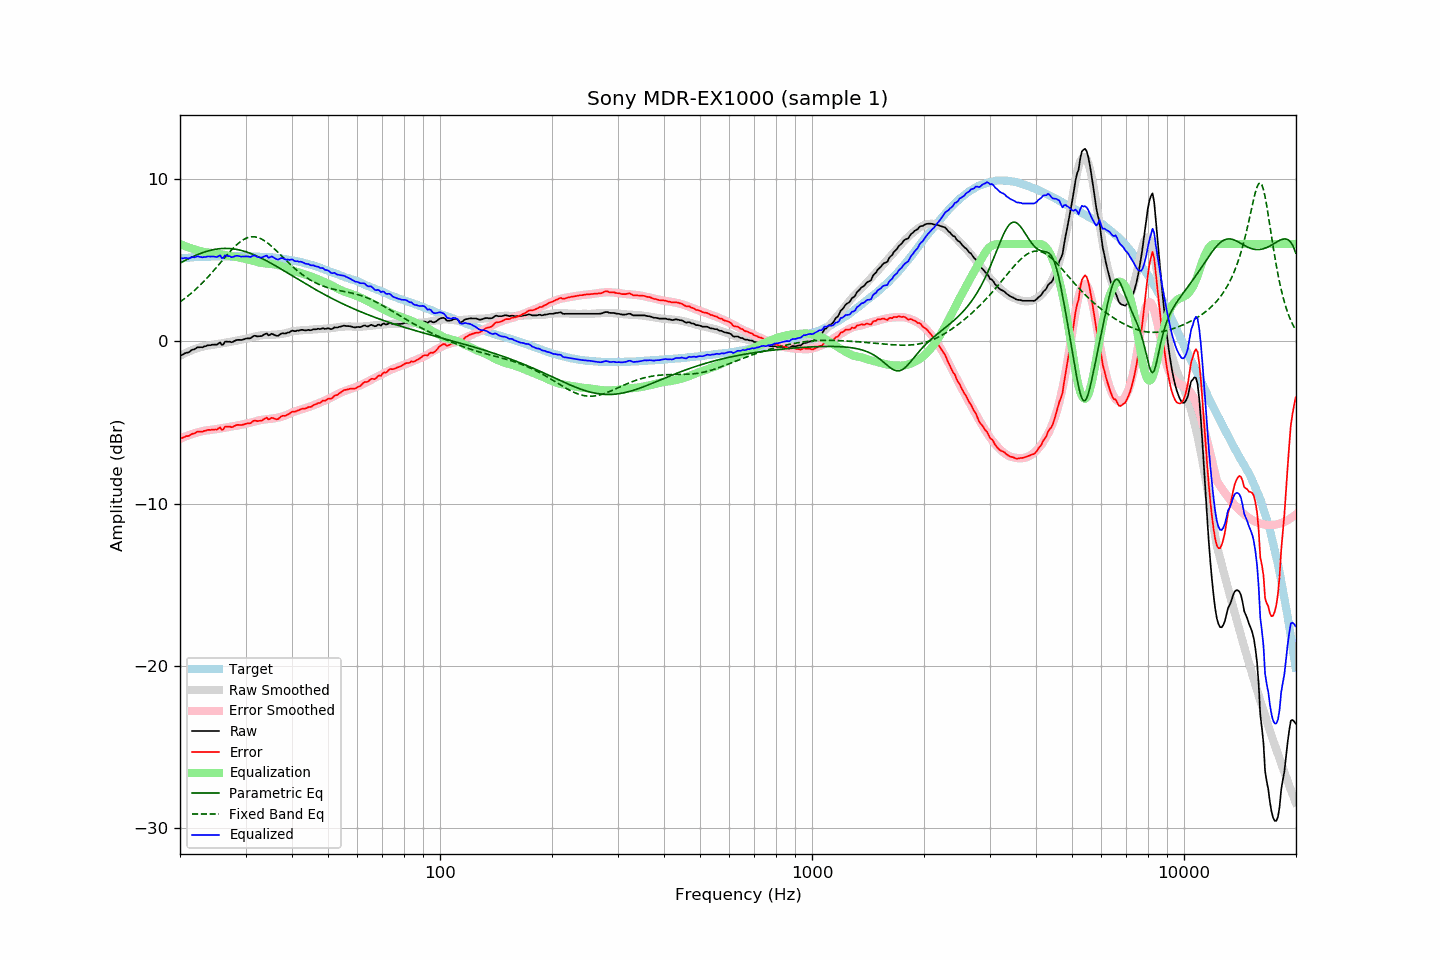 Sony MDR-EX1000 (sample 1)
10
0
−10
−20
−30
Amplitude (dBr)
Target
Raw Smoothed
Error Smoothed
Raw
Error
Equalization
Parametric Eq
Fixed Band Eq
Equalized
100
1000
10000
Frequency (Hz)